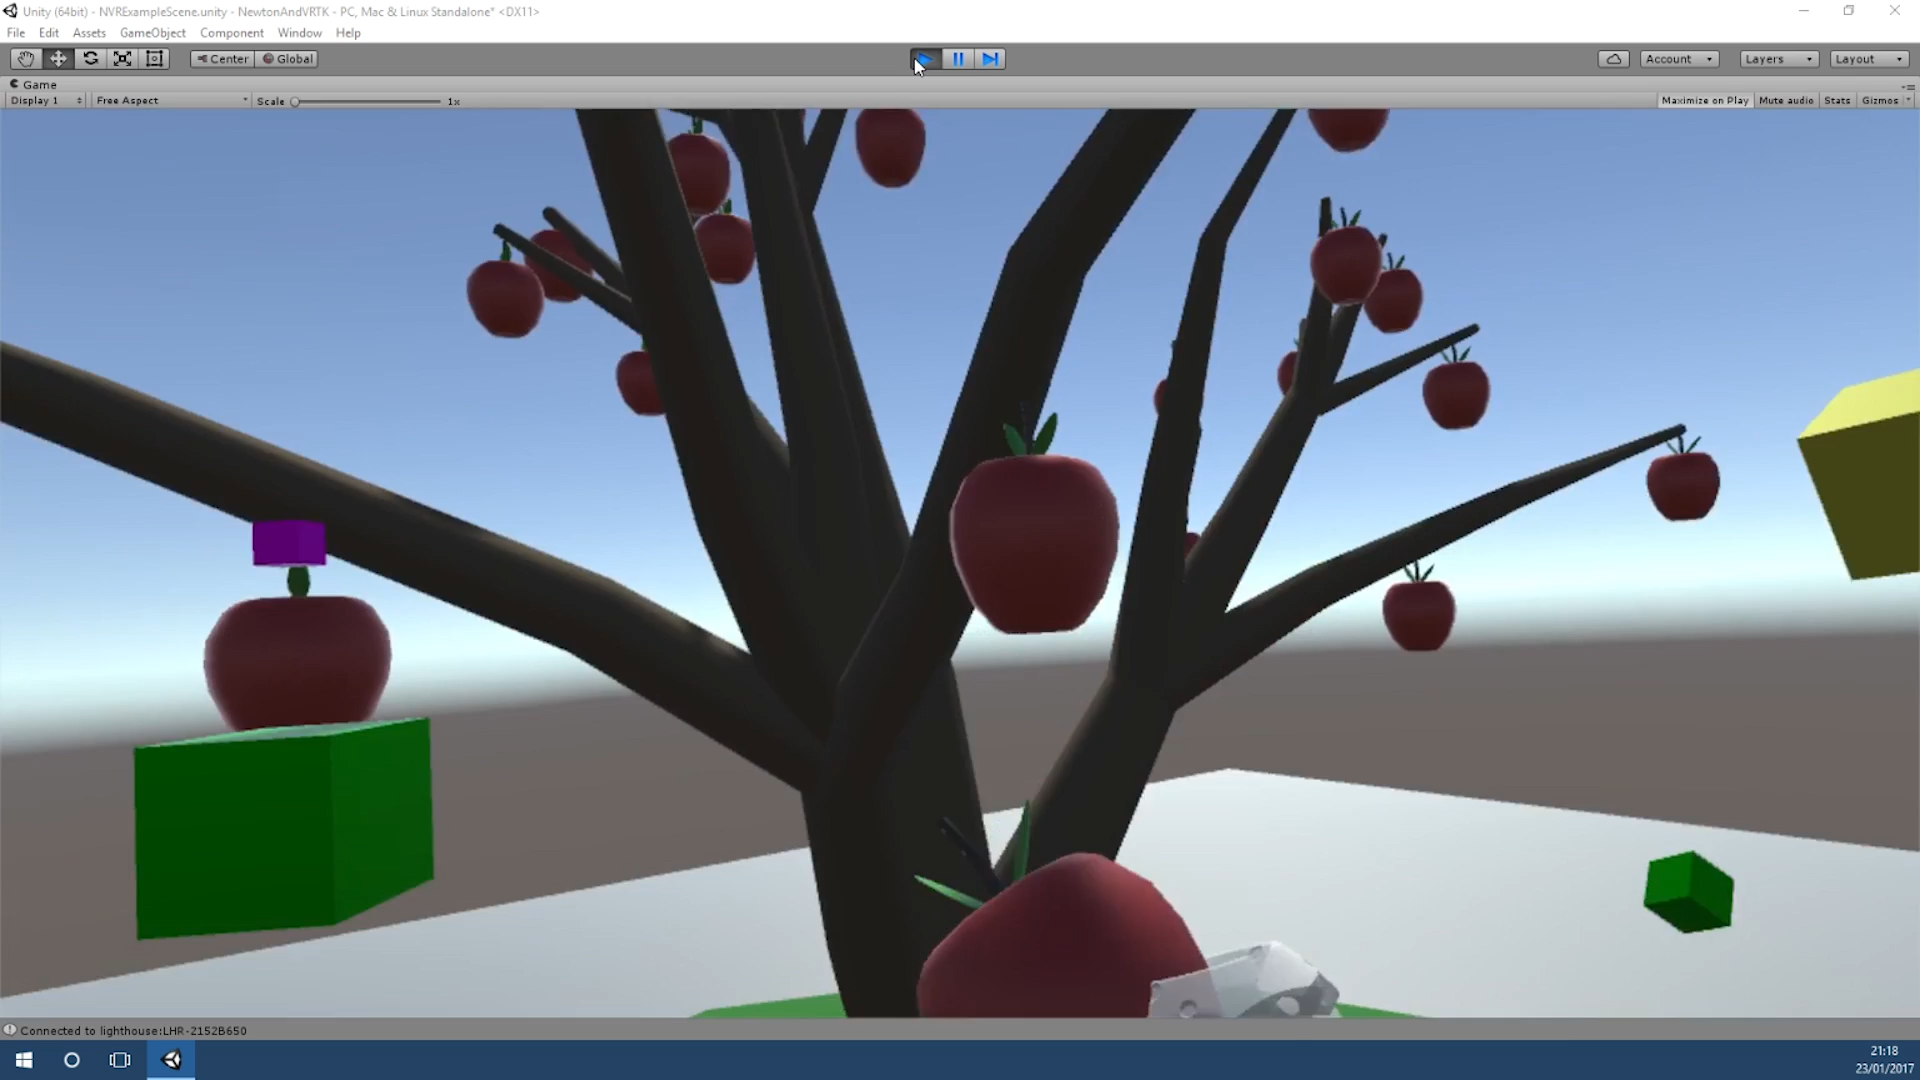 Unity (64bit) - NVRExampleScene.unity - NewtonAndVRTK - PC, Mac & Linux Standalone* <DX11>
File Edit Assets GameObject Component Window Help
Center Global Account Layers Layout
Game
Display 1 Free Aspect Scale 1x Maximize on Play Mute audio Stats Gizmos
Connected to lighthouse:LHR-2152B650
21:18
23/01/2017